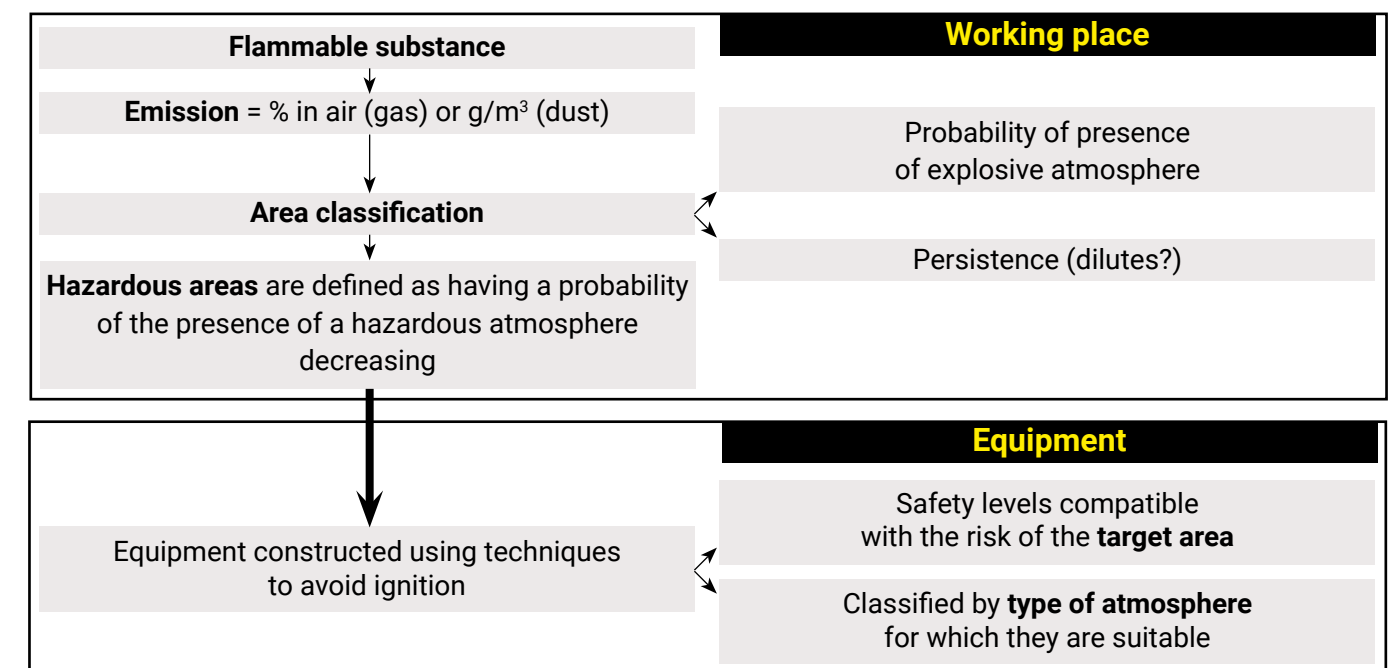 Working place
Flammable substance
Emission = % in air (gas) or g/m³ (dust)
Area classification
Probability of presence
of explosive atmosphere
Persistence (dilutes?)
Hazardous areas are defined as having a probability
of the presence of a hazardous atmosphere
decreasing
Equipment
Equipment constructed using techniques
to avoid ignition
Safety levels compatible
with the risk of the target area
Classified by type of atmosphere
for which they are suitable